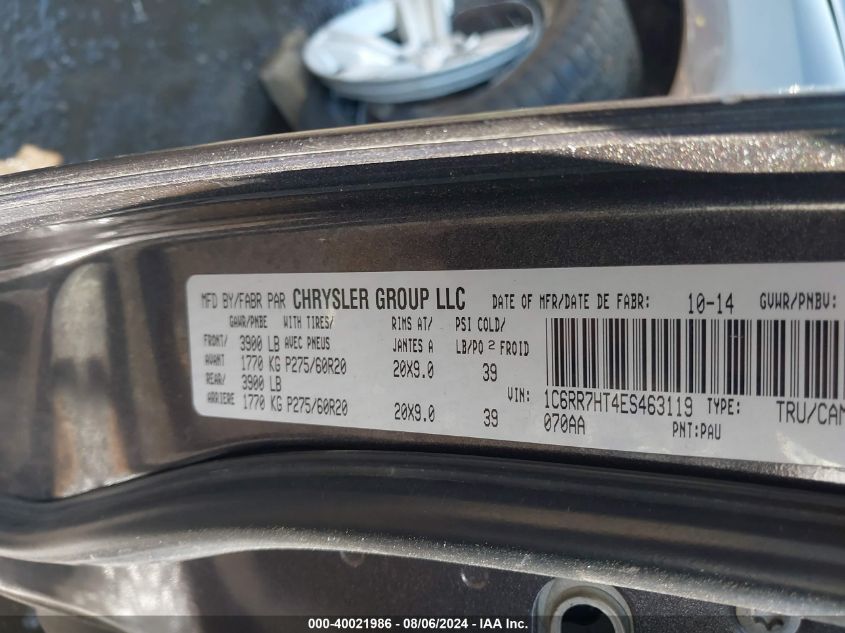 MFD BY/FABR PAR CHRYSLER GROUP LLC DATE OF MFR/DATE DE FABR: 10-14 GVWR/PNBV:
GAWR/PNBE WITH TIRES/ RIMS AT/ PSI COLD/
FRONT/ 3900 LB AVEC PNEUS JANTES A LB/PO² FROID
AVANT 1770 KG P275/60R20 20X9.0 39
REAR/ 3900 LB VIN: 1C6RR7HT4ES463119 TYPE: TRU/CAM
ARRIERE 1770 KG P275/60R20 20X9.0 39 070AA PNT:PAU
000-40021986 - 08/06/2024 - IAA Inc.